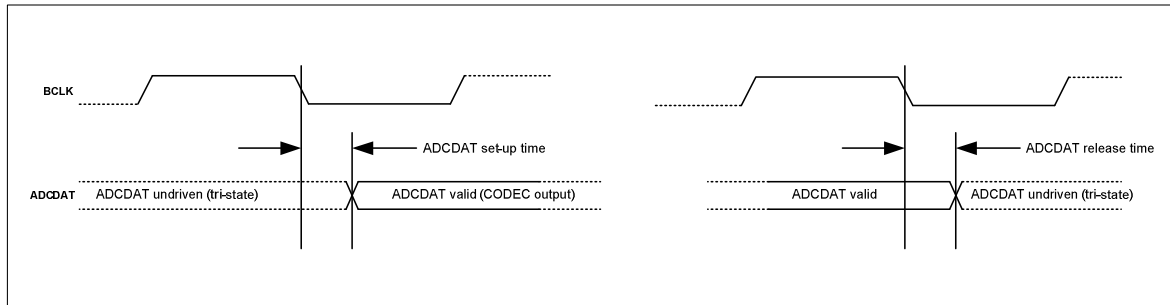 BCLK
ADCDAT set-up time
ADCDAT release time
ADCDAT
ADCDAT undriven (tri-state)
ADCDAT valid (CODEC output)
ADCDAT valid
ADCDAT undriven (tri-state)